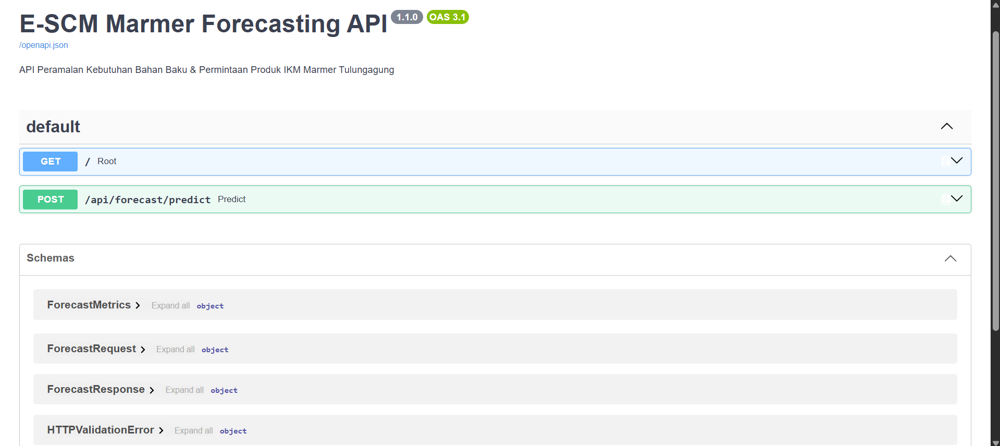 E-SCM Marmer Forecasting API 1.1.0 OAS 3.1
/openapi.json
API Peramalan Kebutuhan Bahan Baku & Permintaan Produk IKM Marmer Tulungagung
default
GET / Root
POST /api/forecast/predict Predict
Schemas
ForecastMetrics Expand all object
ForecastRequest Expand all object
ForecastResponse Expand all object
HTTPValidationError Expand all object